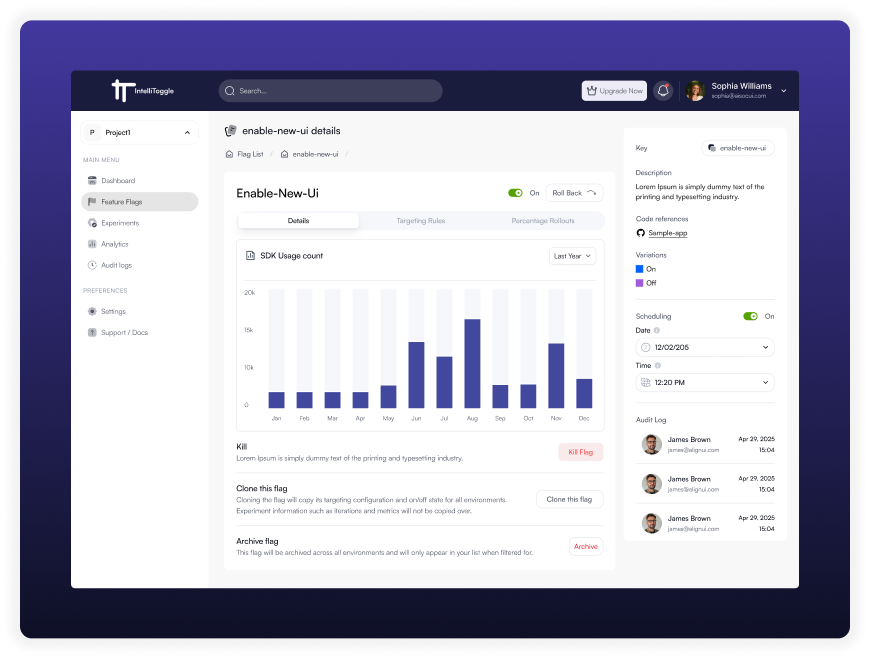 IntelliToggle
Search...
Upgrade Now
Sophia Williams
sophia@aisocui.com
P Project1
MAIN MENU
Dashboard
Feature Flags
Experiments
Analytics
Audit logs
PREFERENCES
Settings
Support / Docs
enable-new-ui details
Flag List / enable-new-ui /
Enable-New-Ui
On
Roll Back
Details
Targeting Rules
Percentage Rollouts
SDK Usage count
Last Year
20k
15k
10k
0
Jan Feb Mar Apr May Jun Jul Aug Sep Oct Nov Dec
Kill
Lorem Ipsum is simply dummy text of the printing and typesetting industry.
Kill Flag
Clone this flag
Cloning the flag will copy its targeting configuration and on/off state for all environments.
Experiment information such as iterations and metrics will not be copied over.
Clone this flag
Archive flag
This flag will be archived across all environments and will only appear in your list when filtered for.
Archive
Key
enable-new-ui
Description
Lorem Ipsum is simply dummy text of the
printing and typesetting industry.
Code references
Sample-app
Variations
On
Off
Scheduling
On
Date
12/02/205
Time
12:20 PM
Audit Log
James Brown
Apr 29, 2025
james@alignui.com
15:04
James Brown
Apr 29, 2025
james@alignui.com
15:04
James Brown
Apr 29, 2025
james@alignui.com
15:04